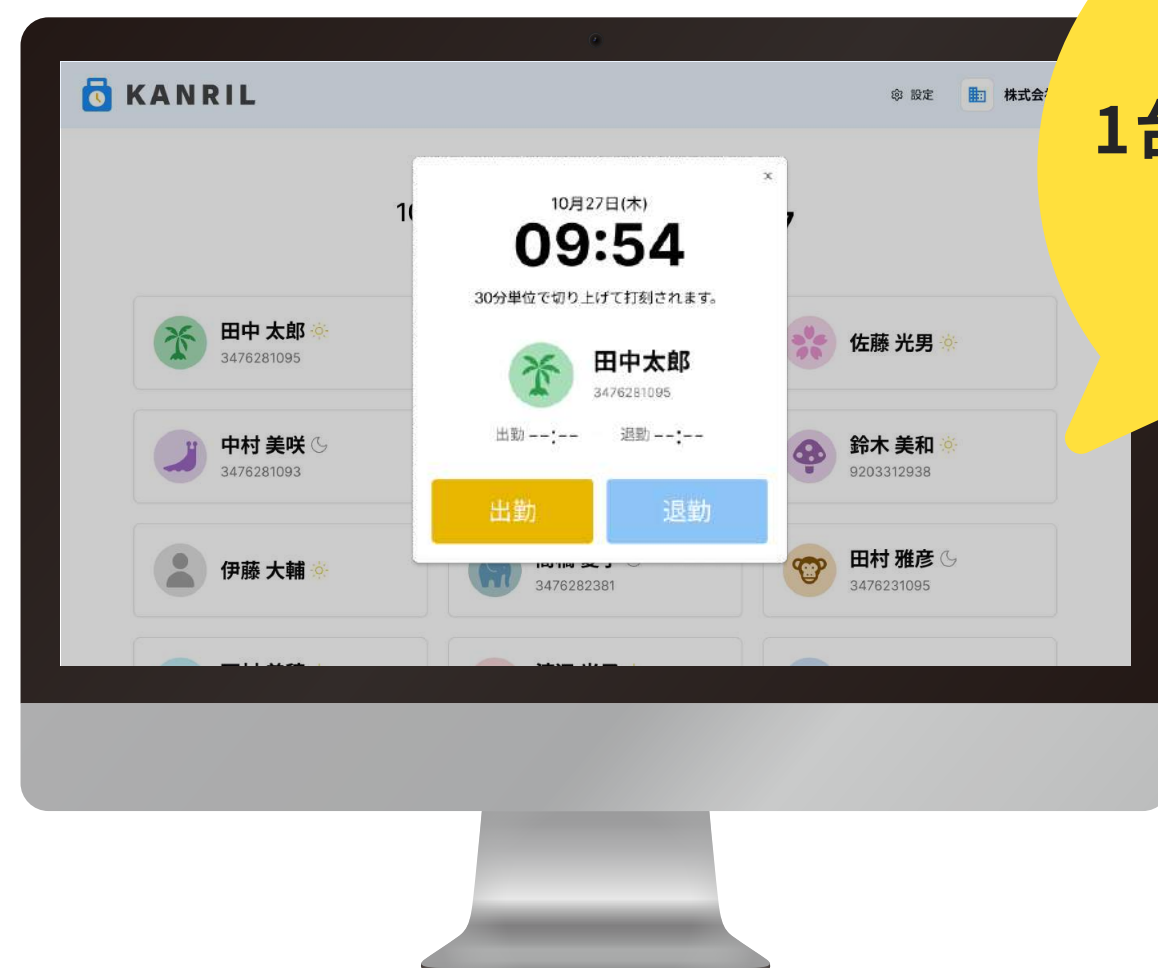 KANRIL
設定
株式会
1台
10月27日(木)
09:54
30分単位で切り上げて打刻されます。
田中太郎
3476281095
出勤 --:--
退勤 --:--
出勤
退勤
田中 太郎
3476281095
佐藤 光男
中村 美咲
3476281093
鈴木 美和
9203312938
伊藤 大輔
3476282381
田村 雅彦
3476231095